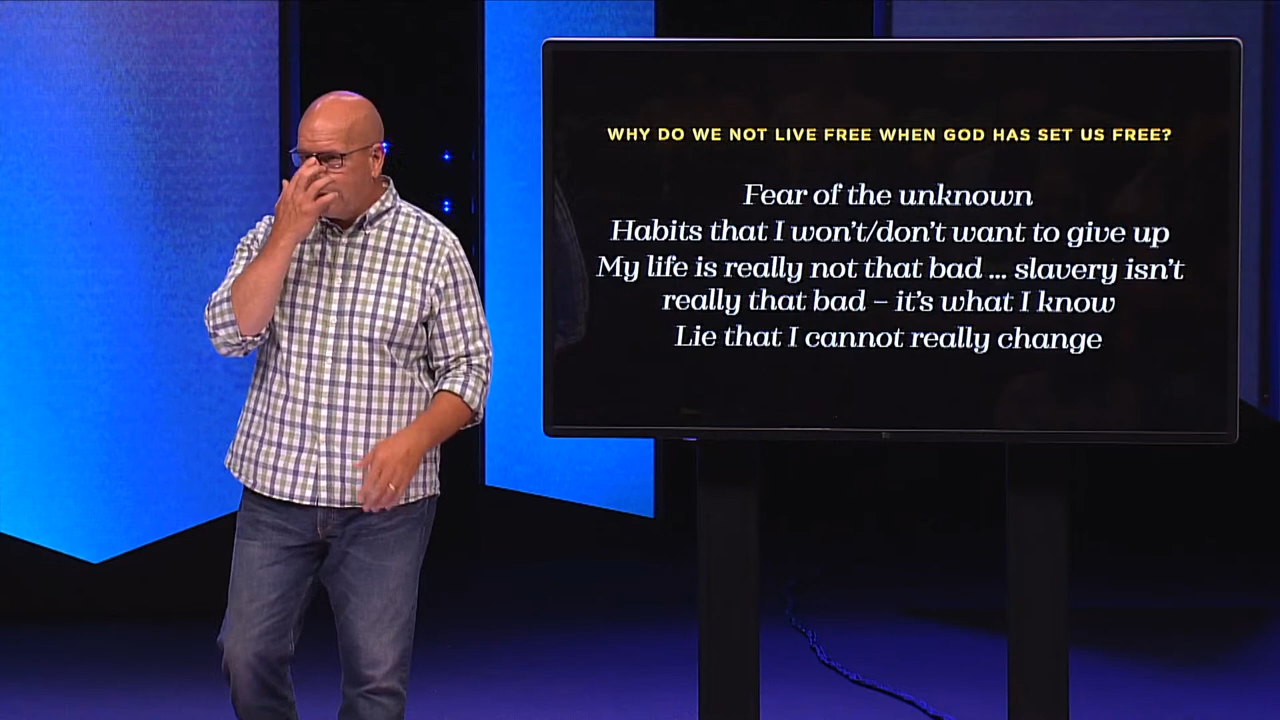 WHY DO WE NOT LIVE FREE WHEN GOD HAS SET US FREE?
Fear of the unknown
Habits that I won't/don't want to give up
My life is really not that bad ... slavery isn't
really that bad – it's what I know
Lie that I cannot really change